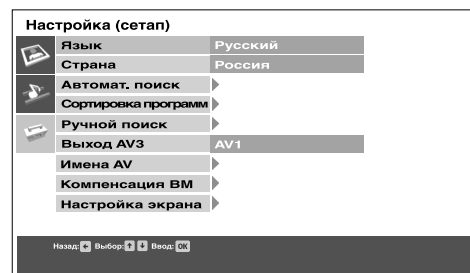 Настройка (сетап)
Язык Русский
Страна Россия
Автомат. поиск
Сортировка программ
Ручной поиск
Выход AV3 AV1
Имена AV
Компенсация ВМ
Настройка экрана
Назад: Выбор: Ввод: OK